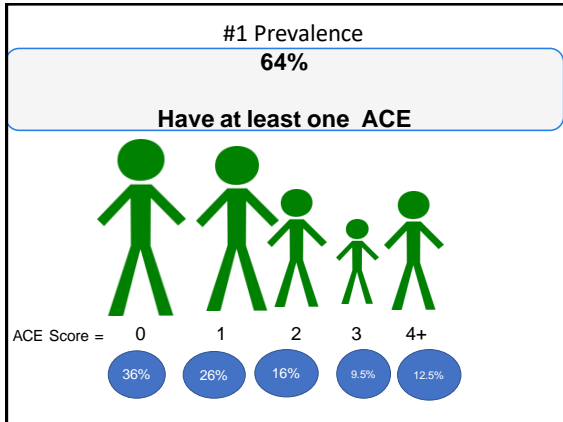 #1 Prevalence
64%
Have at least one ACE
ACE Score = 0 1 2 3 4+
36% 26% 16% 9.5% 12.5%